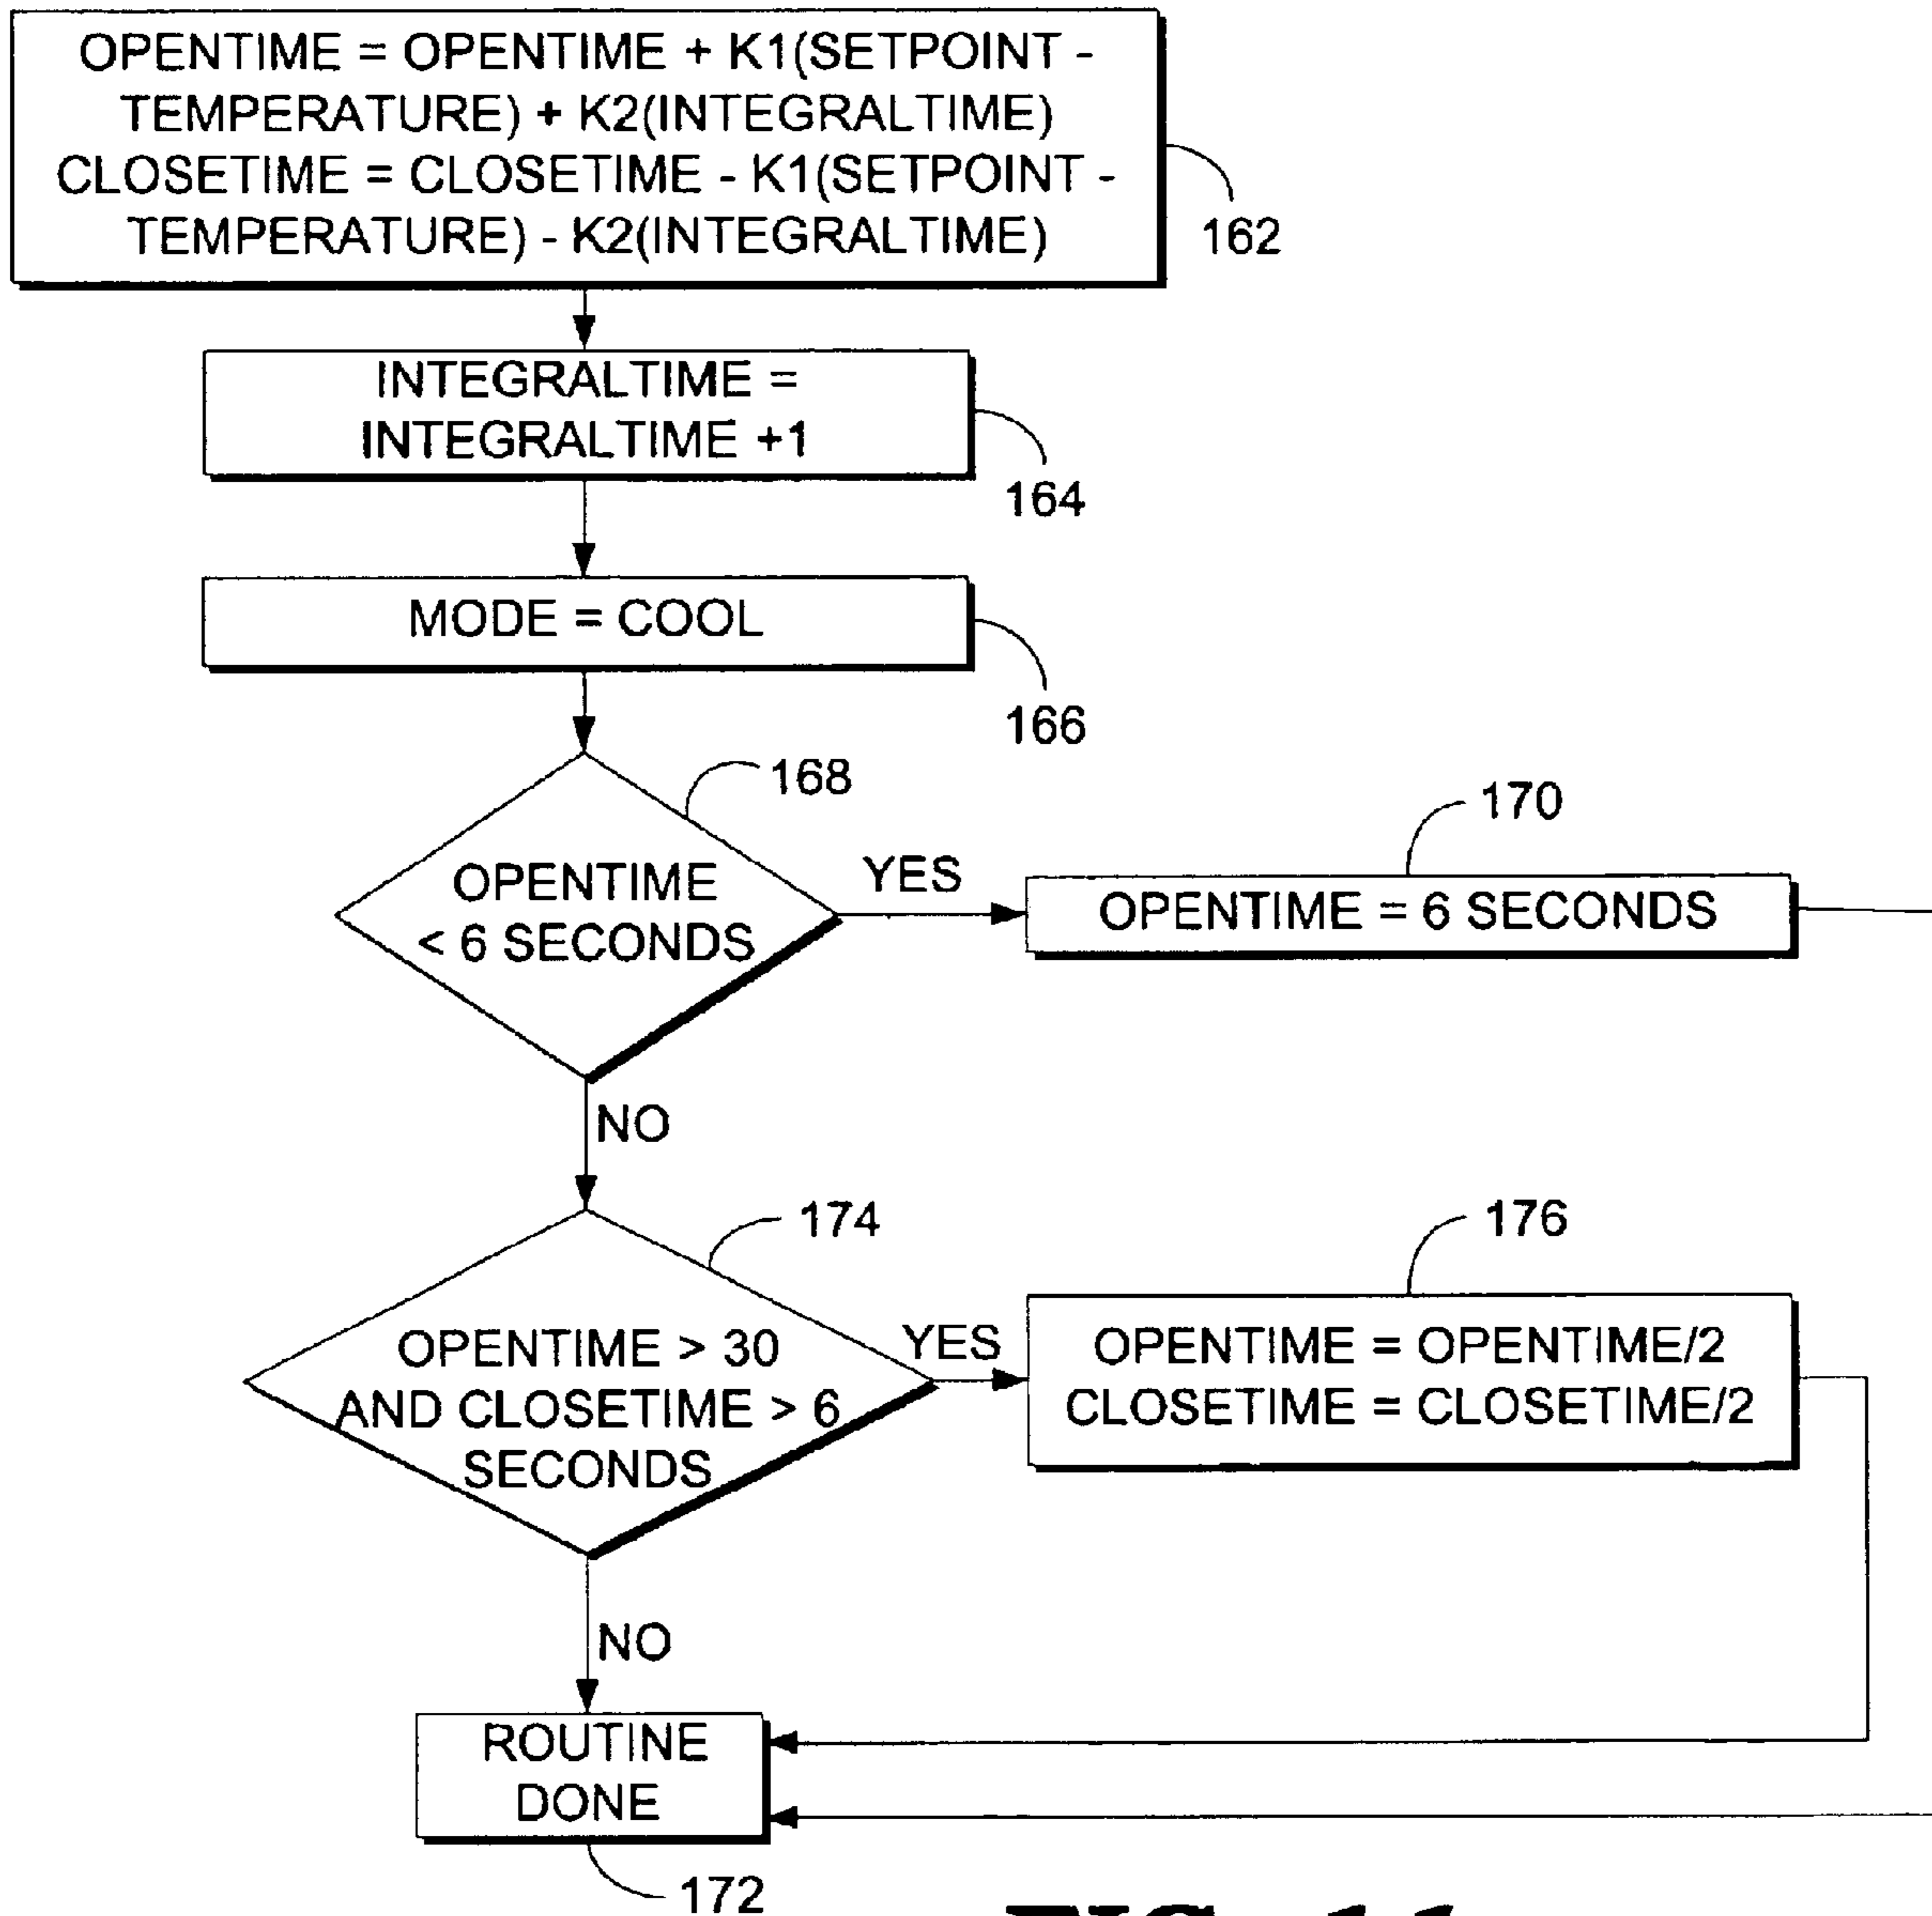 OPENTIME = OPENTIME + K1(SETPOINT -
TEMPERATURE) + K2(INTEGRALTIME)
CLOSETIME = CLOSETIME - K1(SETPOINT -
TEMPERATURE) - K2(INTEGRALTIME)
162
INTEGRALTIME =
INTEGRALTIME +1
164
MODE = COOL
166
168
OPENTIME
< 6 SECONDS
YES
170
OPENTIME = 6 SECONDS
NO
174
OPENTIME > 30
AND CLOSETIME > 6
SECONDS
YES
176
OPENTIME = OPENTIME/2
CLOSETIME = CLOSETIME/2
NO
ROUTINE
DONE
172